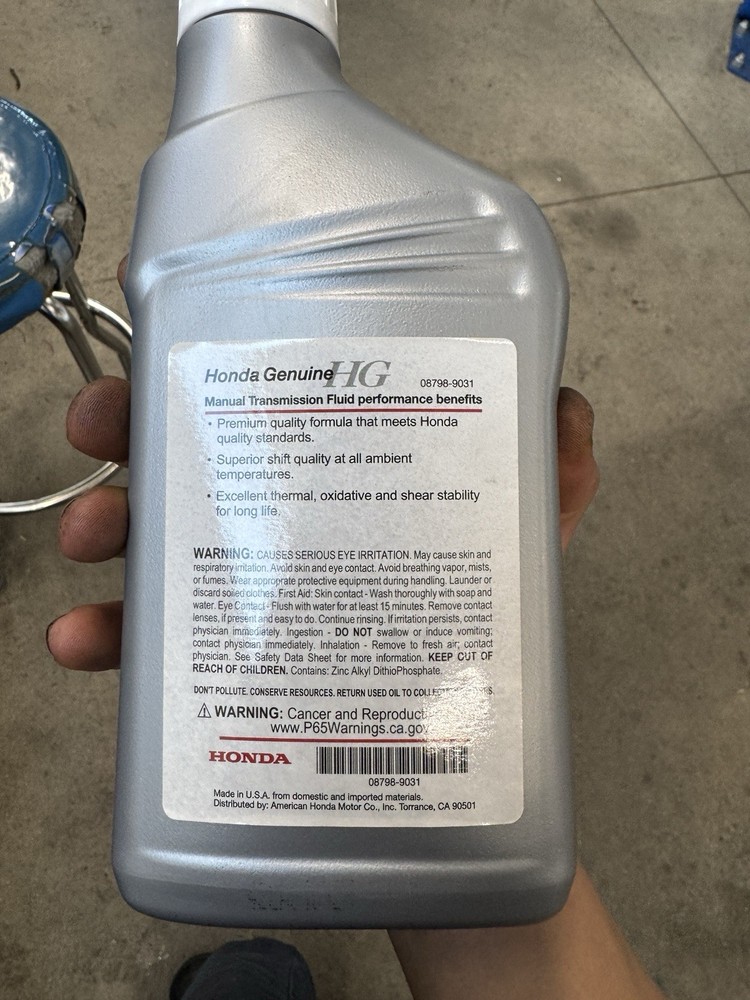 Honda Genuine HG 08798-9031
Manual Transmission Fluid performance benefits
• Premium quality formula that meets Honda
quality standards.
• Superior shift quality at all ambient
temperatures.
• Excellent thermal, oxidative and shear stability
for long life.
WARNING: CAUSES SERIOUS EYE IRRITATION. May cause skin and
respiratory irritation. Avoid skin and eye contact. Avoid breathing vapor, mists,
or fumes. Wear appropriate protective equipment during handling. Launder or
discard soiled clothes. First Aid: Skin contact - Wash thoroughly with soap and
water. Eye Contact - Flush with water for at least 15 minutes. Remove contact
lenses, if present and easy to do. Continue rinsing. If irritation persists, contact
physician immediately. Ingestion - DO NOT swallow or induce vomiting;
contact physician immediately. Inhalation - Remove to fresh air; contact
physician. See Safety Data Sheet for more information. KEEP OUT OF
REACH OF CHILDREN. Contains: Zinc Alkyl DithioPhosphate.
DON'T POLLUTE. CONSERVE RESOURCES. RETURN USED OIL TO
⚠ WARNING: Cancer and
www.P65Warnings.ca.gov
HONDA
08798-9031
Made in U.S.A. from domestic and imported materials.
Distributed by: American Honda Motor Co., Inc. Torrance, CA 90501